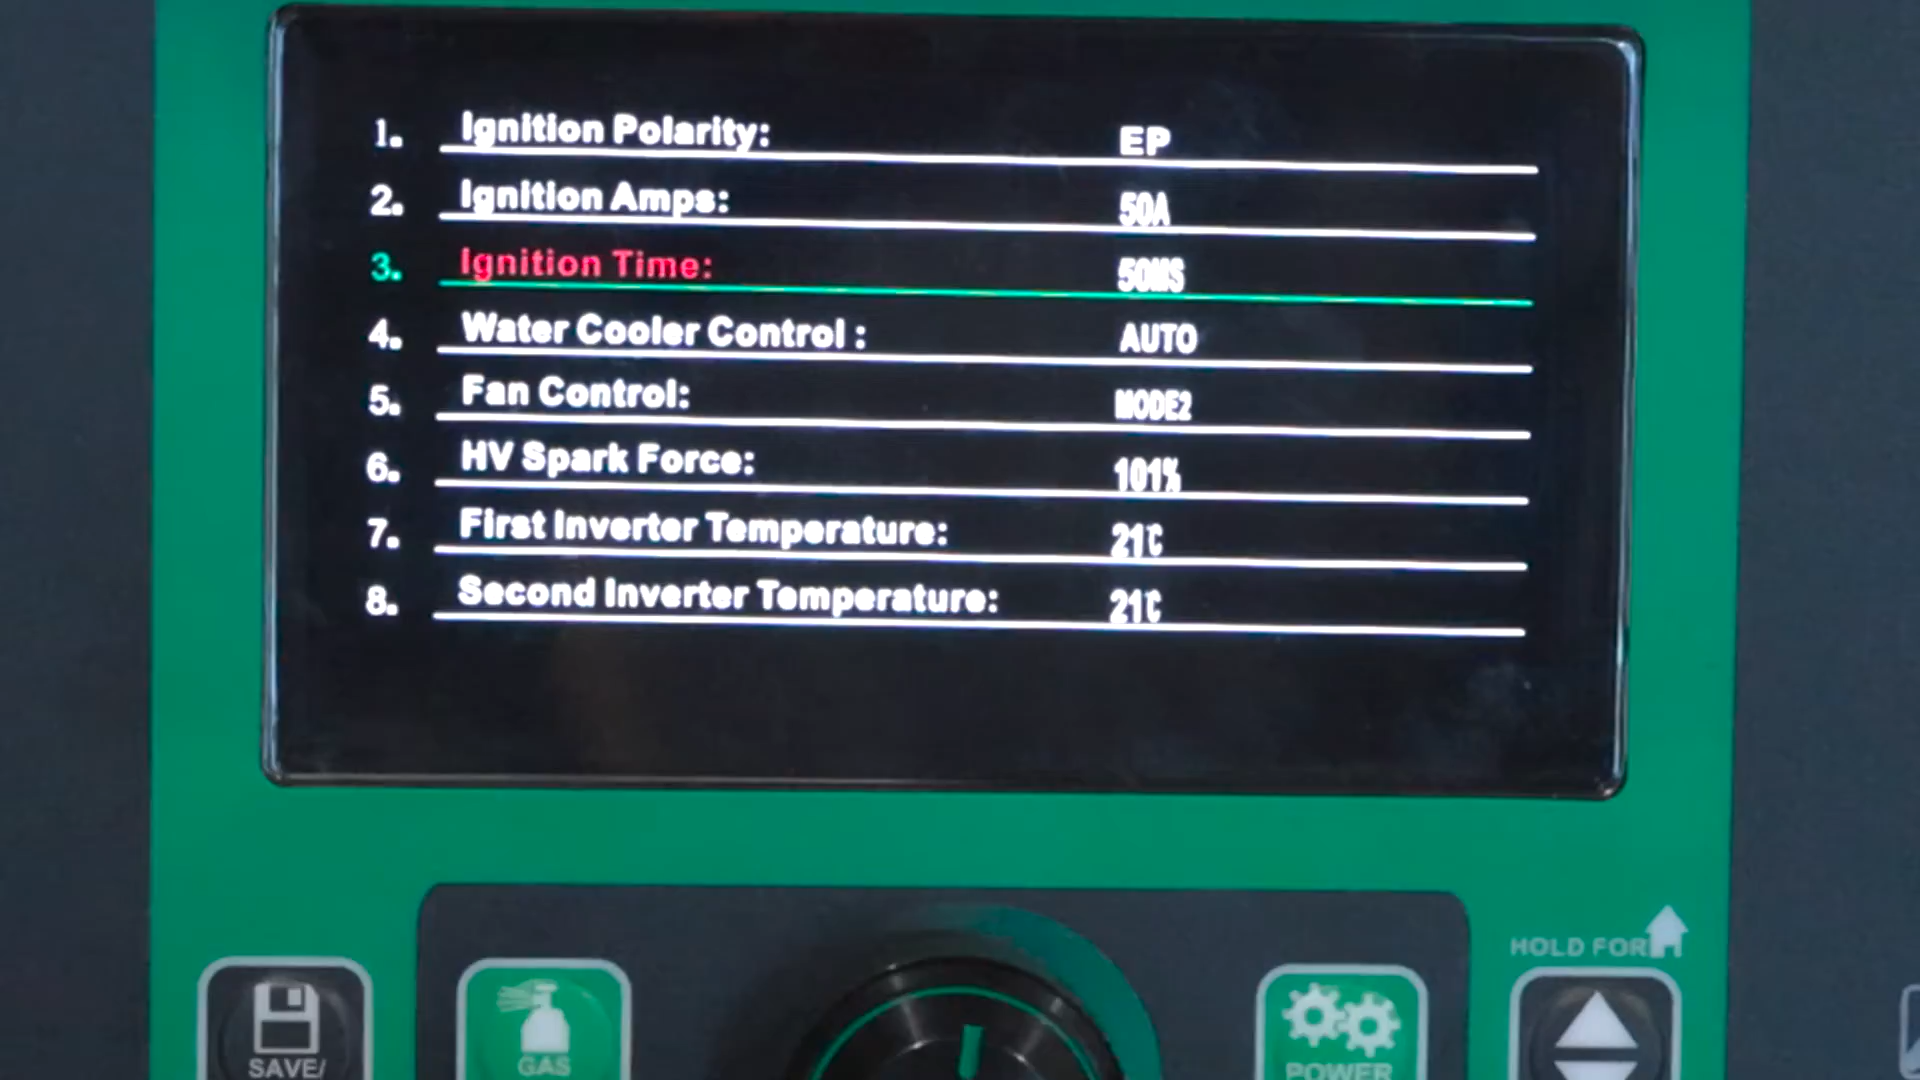 1. Ignition Polarity: EP
2. Ignition Amps: 50A
3. Ignition Time: 50MS
4. Water Cooler Control : AUTO
5. Fan Control: MODE2
6. HV Spark Force: 101%
7. First Inverter Temperature: 21℃
8. Second Inverter Temperature: 21℃
HOLD FOR
SAVE/
GAS
POWER